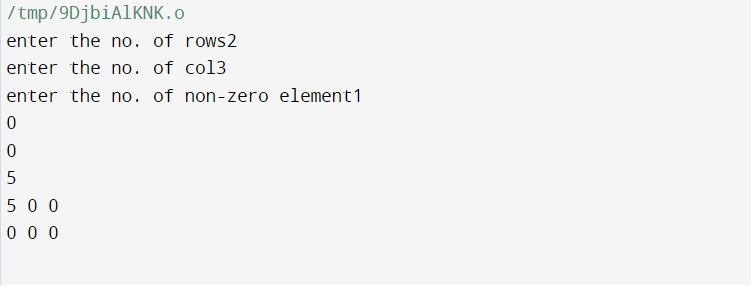 /tmp/9DjbiAlKNK.o
enter the no. of rows2
enter the no. of col3
enter the no. of non-zero element1
0
0
5
5 0 0
0 0 0